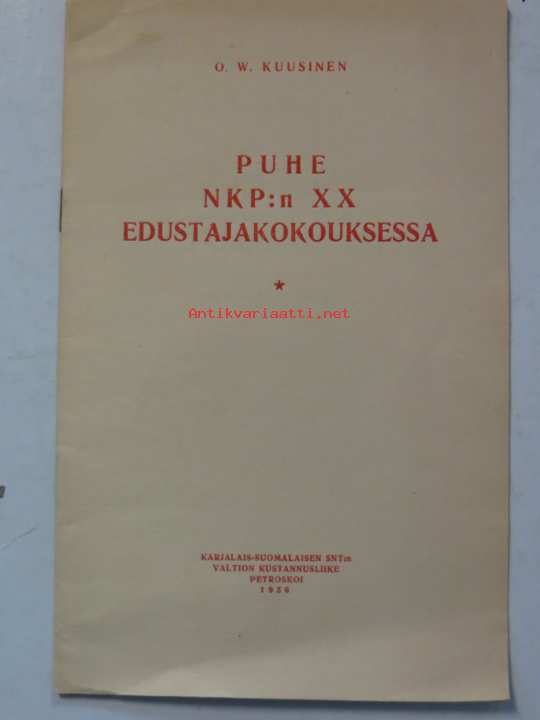 O. W. KUUSINEN
PUHE
NKP:n XX
EDUSTAJAKOKOUKSESSA
*
Antikvariaatti.net
KARJALAIS-SUOMALAISEN SNT:n
VALTION KUSTANNUSLIIKE
PETROSKOI
1956